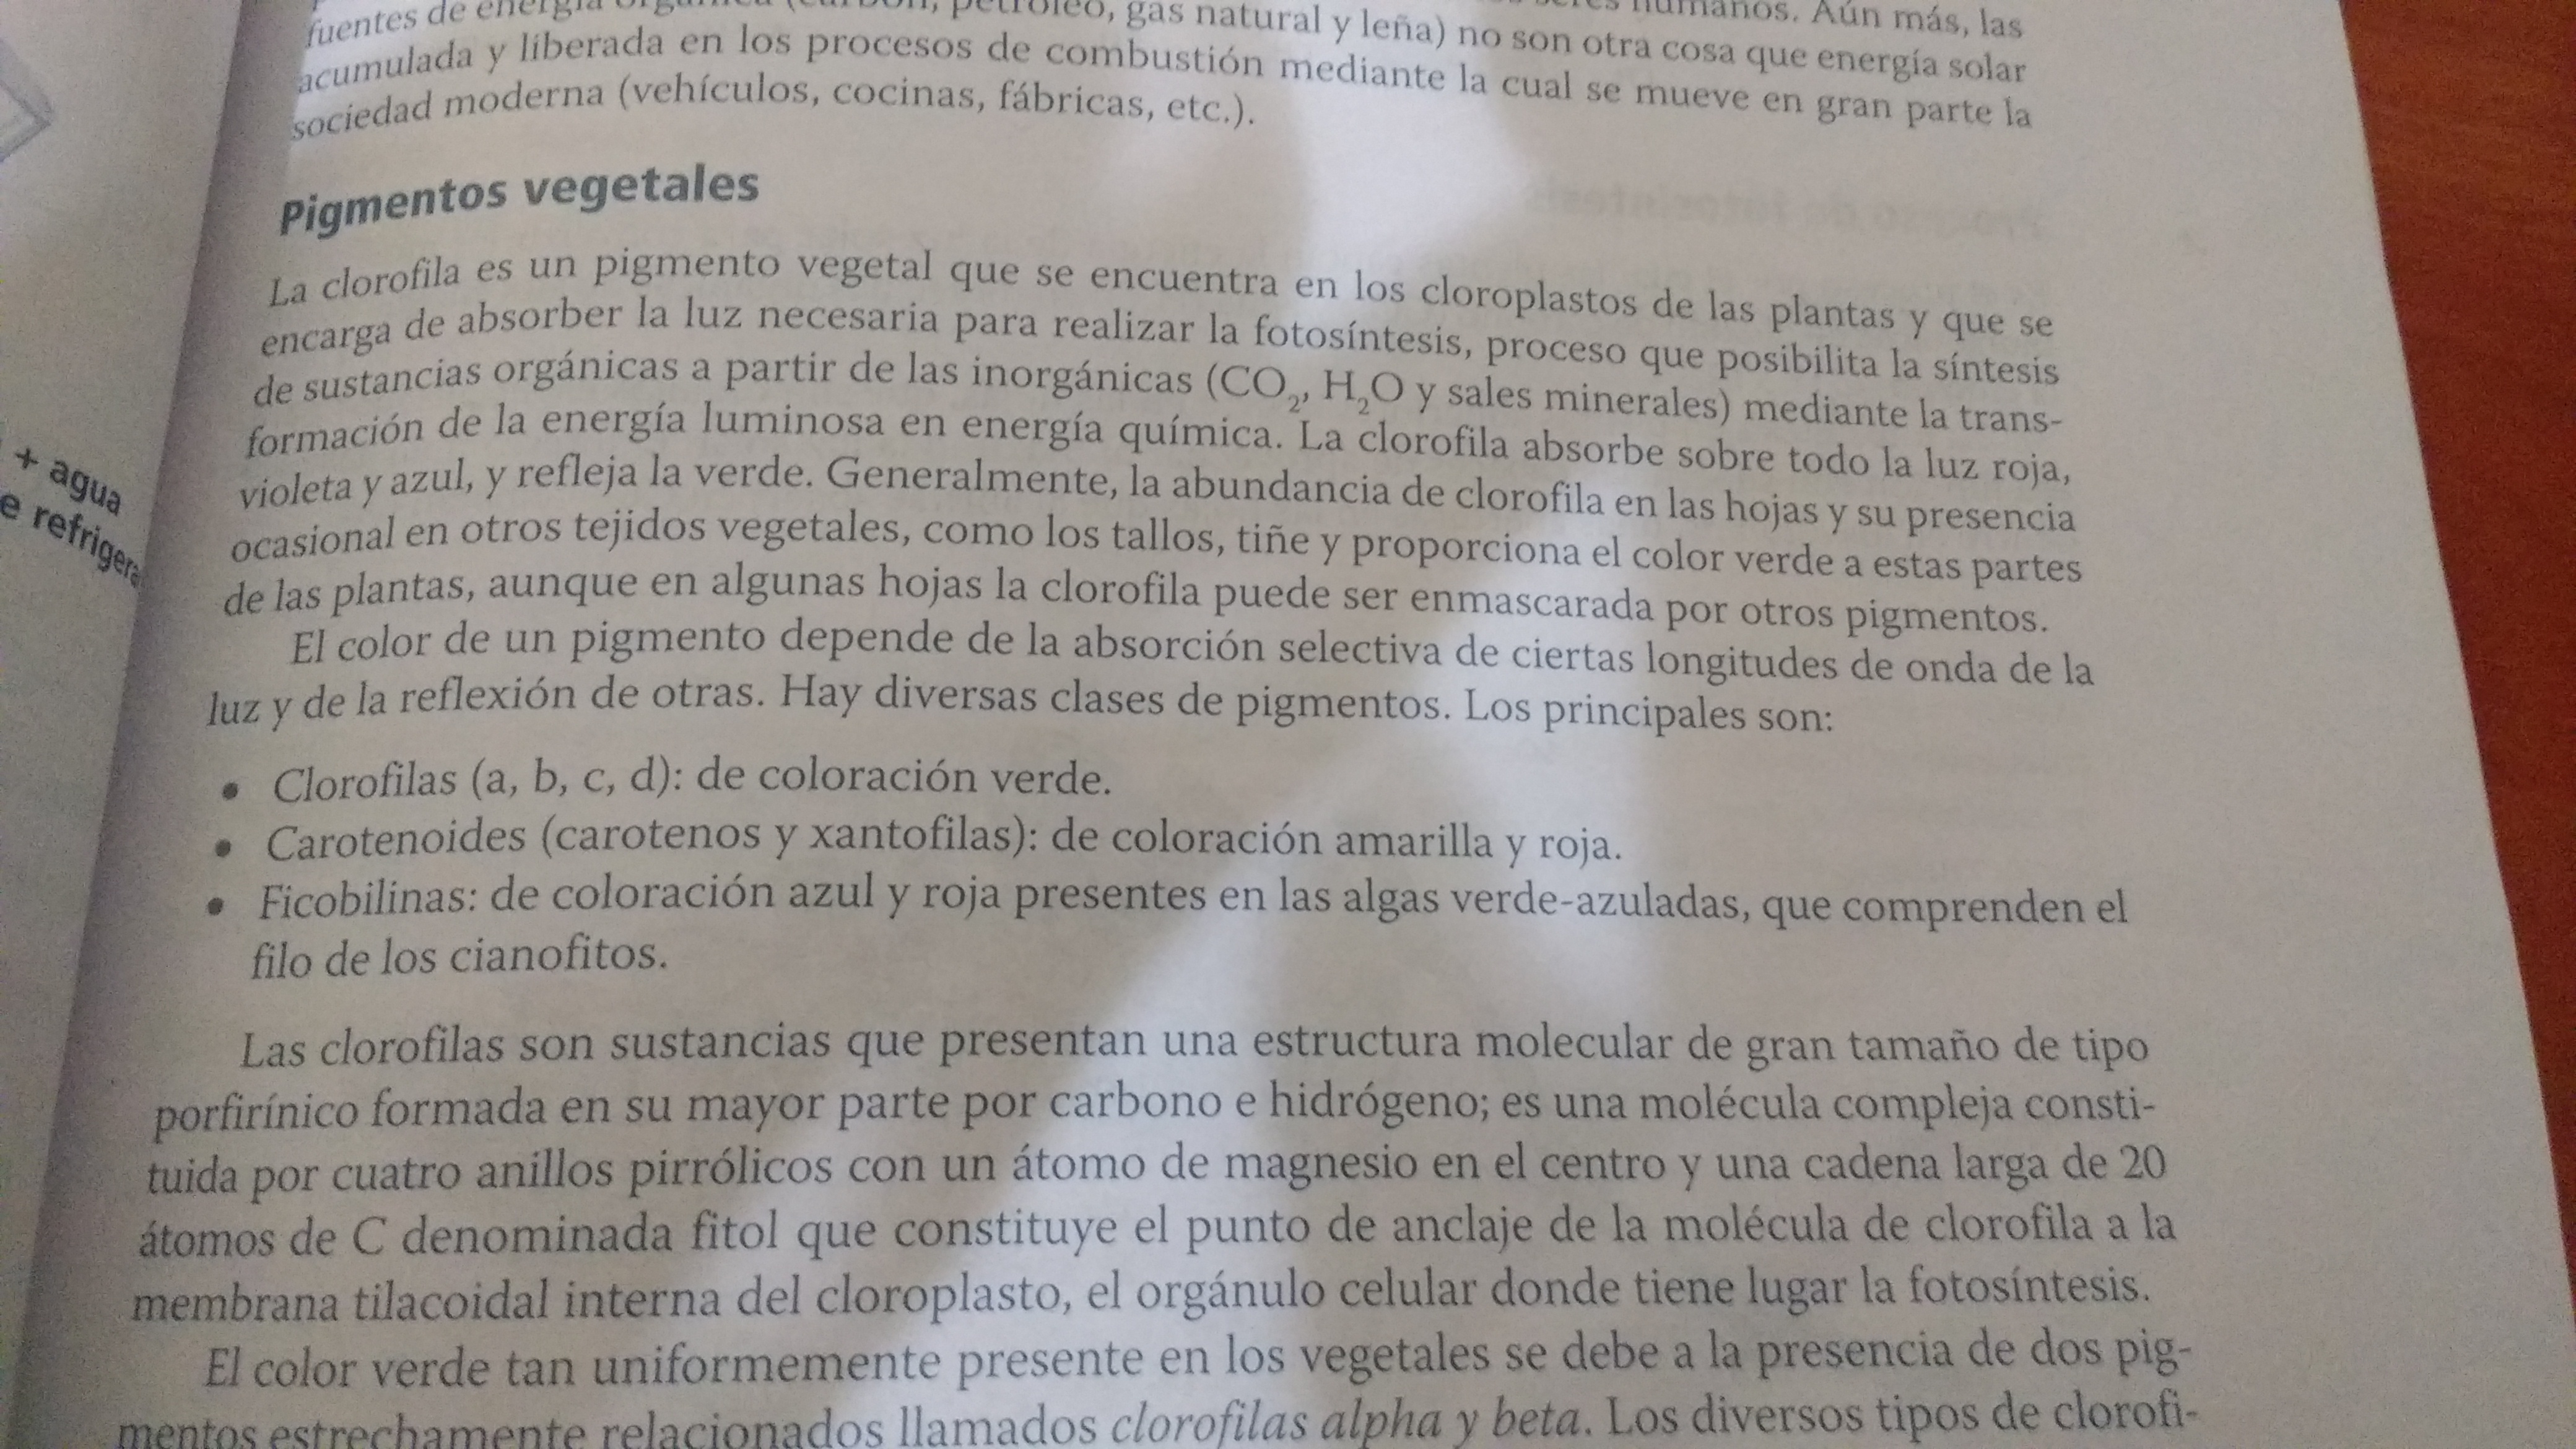 fuentes de energía orgánica (carbón, petróleo, gas natural y leña) no son otra cosa que energía solar
humanos. Aún más, las
acumulada y liberada en los procesos de combustión mediante la cual se mueve en gran parte la
sociedad moderna (vehículos, cocinas, fábricas, etc.).
Pigmentos vegetales
La clorofila es un pigmento vegetal que se encuentra en los cloroplastos de las plantas y que se
encarga de absorber la luz necesaria para realizar la fotosíntesis, proceso que posibilita la síntesis
de sustancias orgánicas a partir de las inorgánicas (CO₂, H₂O y sales minerales) mediante la trans-
formación de la energía luminosa en energía química. La clorofila absorbe sobre todo la luz roja,
violeta y azul, y refleja la verde. Generalmente, la abundancia de clorofila en las hojas y su presencia
ocasional en otros tejidos vegetales, como los tallos, tiñe y proporciona el color verde a estas partes
de las plantas, aunque en algunas hojas la clorofila puede ser enmascarada por otros pigmentos.
El color de un pigmento depende de la absorción selectiva de ciertas longitudes de onda de la
luz y de la reflexión de otras. Hay diversas clases de pigmentos. Los principales son:
• Clorofilas (a, b, c, d): de coloración verde.
• Carotenoides (carotenos y xantofilas): de coloración amarilla y roja.
• Ficobilinas: de coloración azul y roja presentes en las algas verde-azuladas, que comprenden el
filo de los cianofitos.
Las clorofilas son sustancias que presentan una estructura molecular de gran tamaño de tipo
porfirínico formada en su mayor parte por carbono e hidrógeno; es una molécula compleja consti-
tuida por cuatro anillos pirrólicos con un átomo de magnesio en el centro y una cadena larga de 20
átomos de C denominada fitol que constituye el punto de anclaje de la molécula de clorofila a la
membrana tilacoidal interna del cloroplasto, el orgánulo celular donde tiene lugar la fotosíntesis.
El color verde tan uniformemente presente en los vegetales se debe a la presencia de dos pig-
mentos estrechamente relacionados llamados clorofilas alpha y beta. Los diversos tipos de clorofi-
+ agua
e refrigera